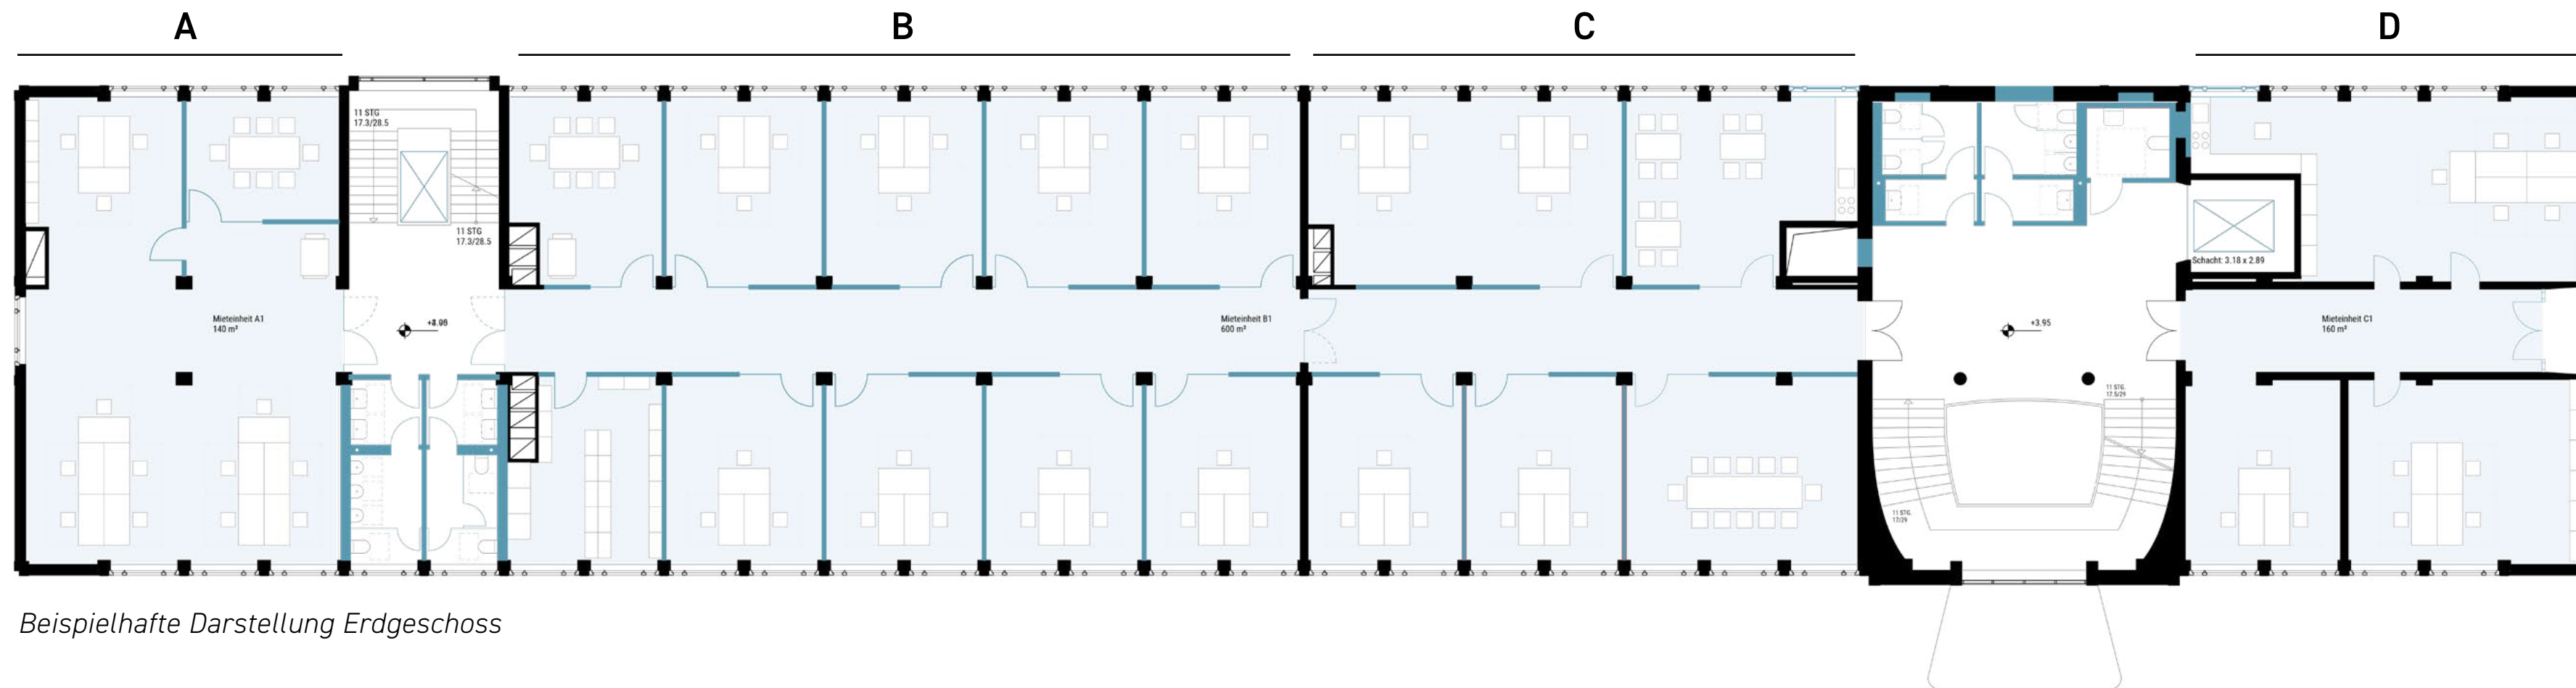 A
B
C
D
11 STG
17.3/28.5
11 STG
17.3/28.5
Schacht: 3.18 x 2.89
Mieteinheit A1
140 m²
Mieteinheit B1
600 m²
+3.95
Mieteinheit C1
160 m²
11 STG.
17.5/29
11 STG.
17/29
Beispielhafte Darstellung Erdgeschoss